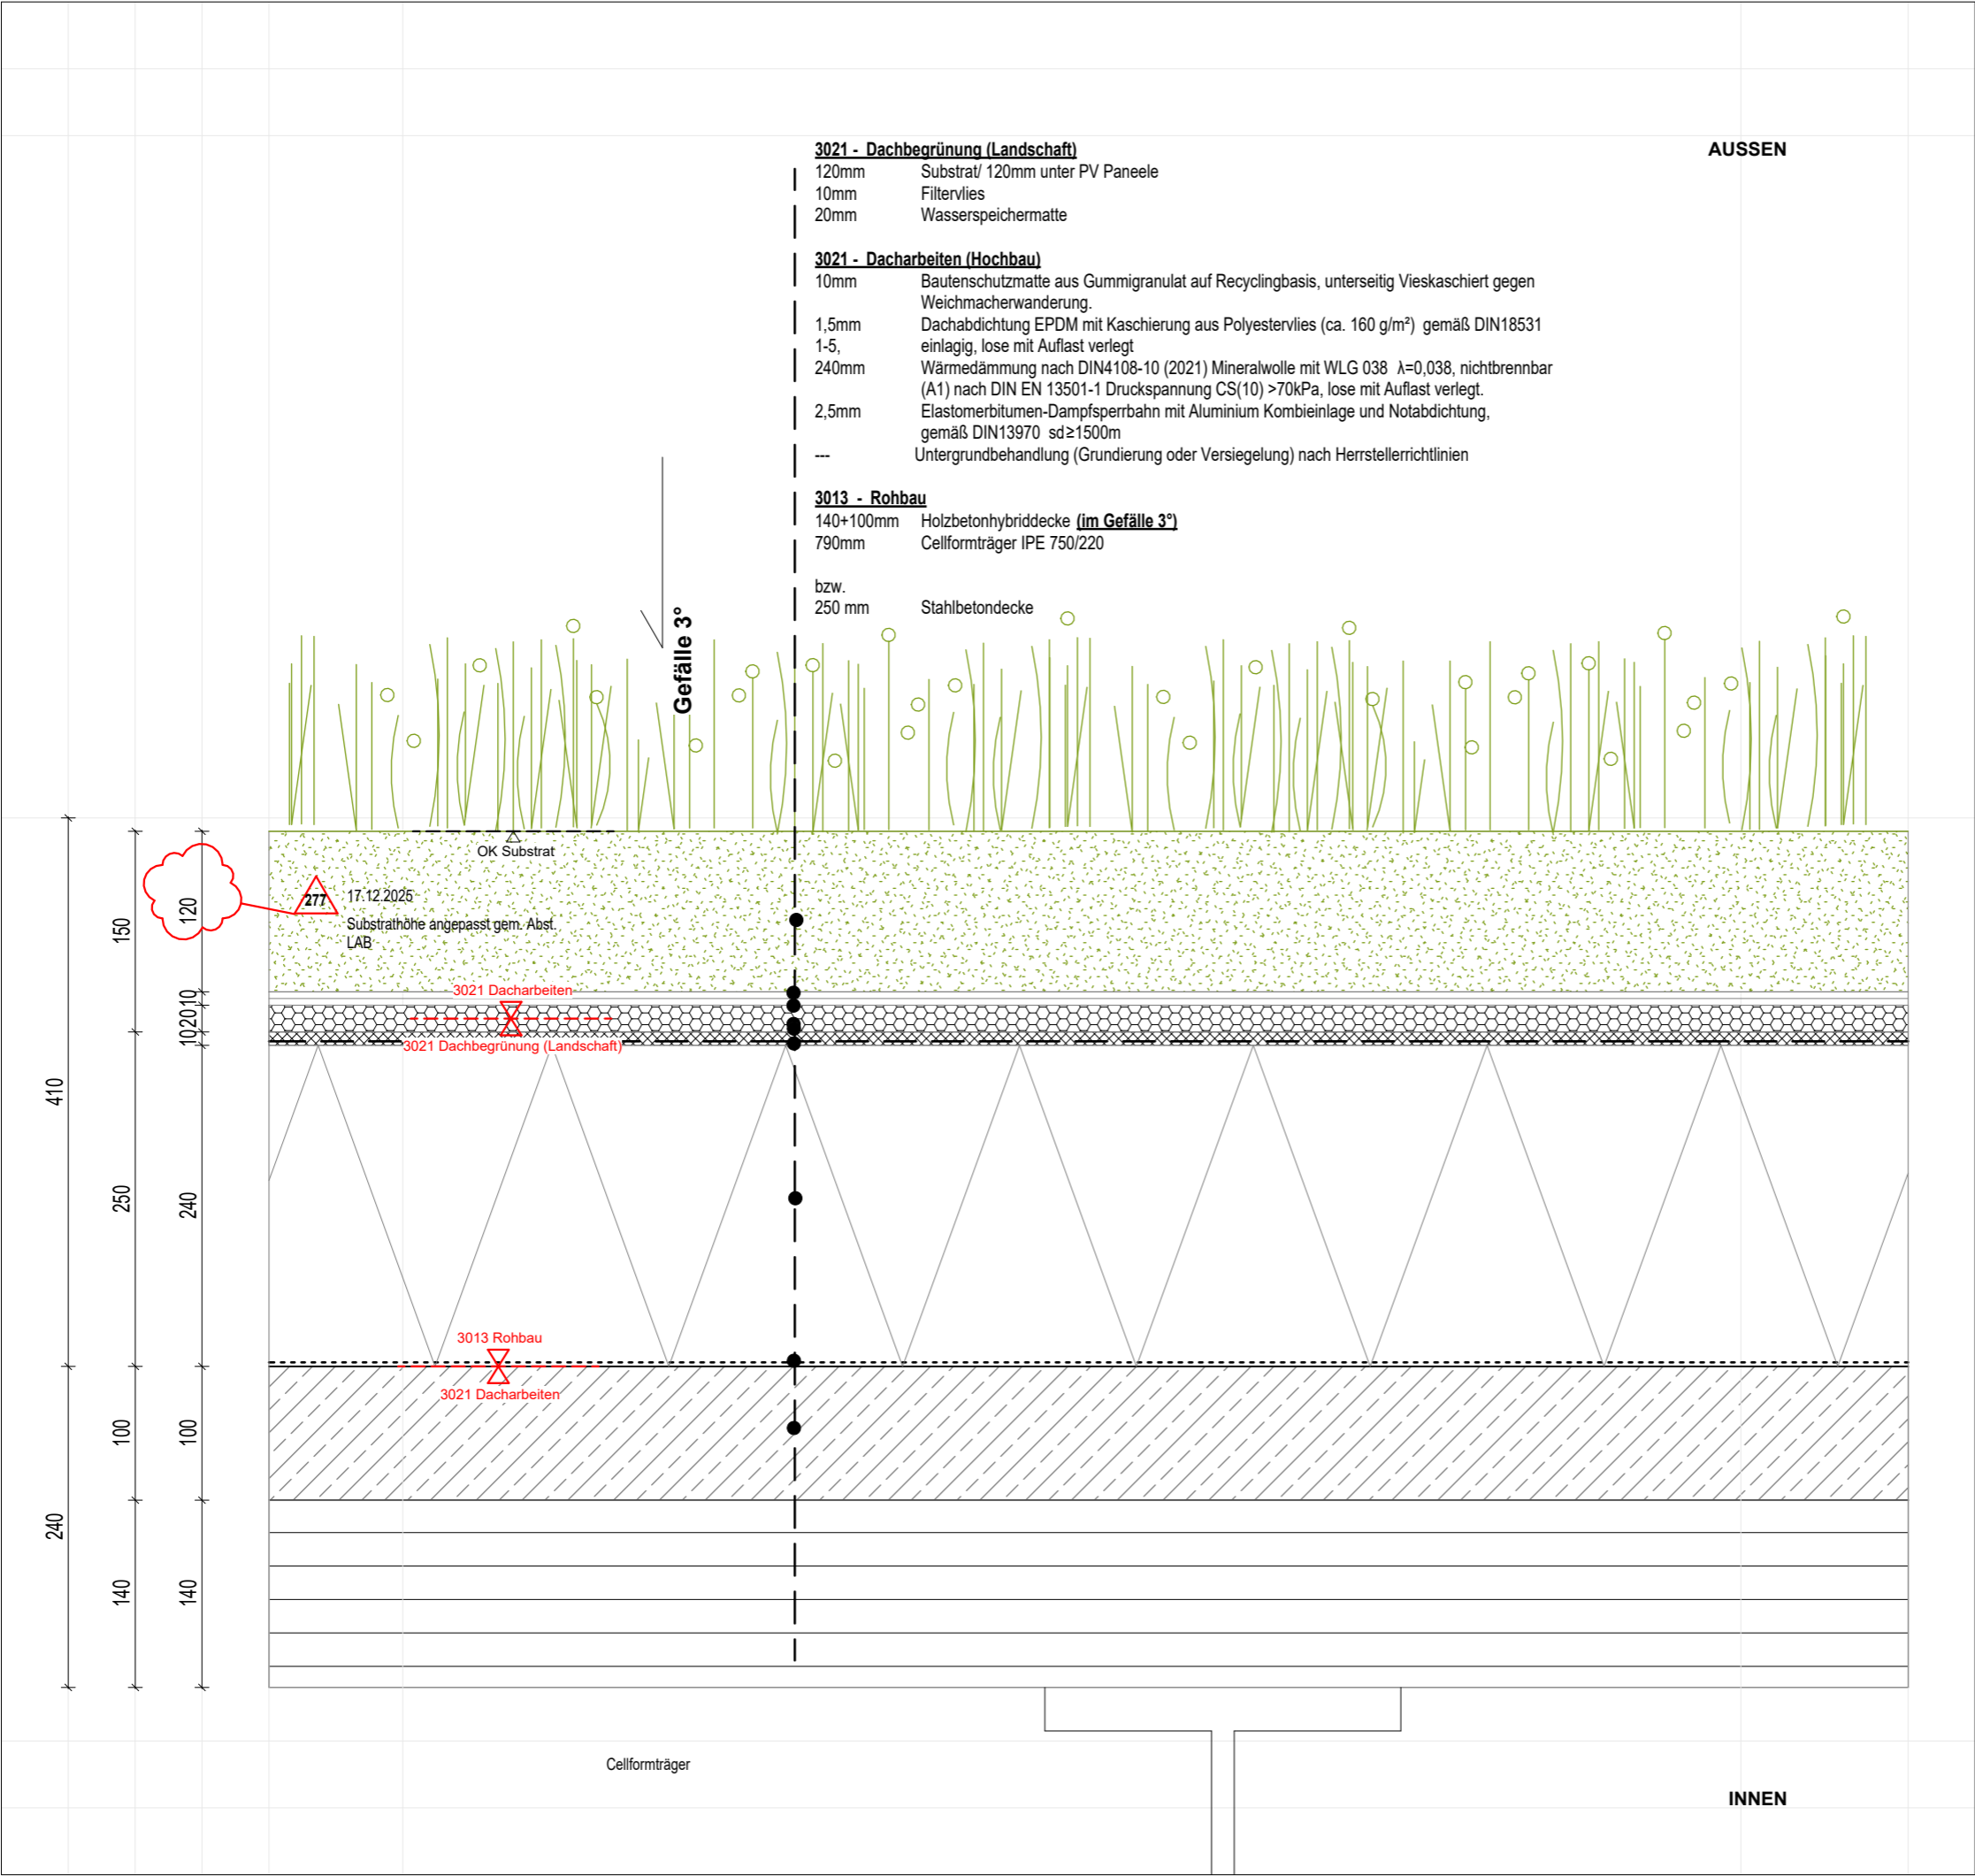 3021 - Dachbegrünung (Landschaft)
120mm Substrat/ 120mm unter PV Paneele
10mm Filtervlies
20mm Wasserspeichermatte
3021 - Dacharbeiten (Hochbau)
10mm Bautenschutzmatte aus Gummigranulat auf Recyclingbasis, unterseitig Vieskaschiert gegen
Weichmacherwanderung.
1,5mm Dachabdichtung EPDM mit Kaschierung aus Polyestervlies (ca. 160 g/m²) gemäß DIN18531
1-5, einlagig, lose mit Auflast verlegt
240mm Wärmedämmung nach DIN4108-10 (2021) Mineralwolle mit WLG 038 λ=0,038, nichtbrennbar
(A1) nach DIN EN 13501-1 Druckspannung CS(10) >70kPa, lose mit Auflast verlegt.
2,5mm Elastomerbitumen-Dampfsperrbahn mit Aluminium Kombieinlage und Notabdichtung,
gemäß DIN13970 sd≥1500m
--- Untergrundbehandlung (Grundierung oder Versiegelung) nach Herrstellerrichtlinien
3013 - Rohbau
140+100mm Holzbetonhybriddecke (im Gefälle 3°)
790mm Cellformträger IPE 750/220
bzw.
250 mm Stahlbetondecke
AUSSEN
Gefälle 3°
OK Substrat
277
17.12.2025
Substrathöhe angepasst gem. Abst.
LAB
3021 Dacharbeiten
3021 Dachbegrünung (Landschaft)
3013 Rohbau
3021 Dacharbeiten
410
240
150
250
100
140
120
10
20
10
240
100
140
Cellformträger
INNEN